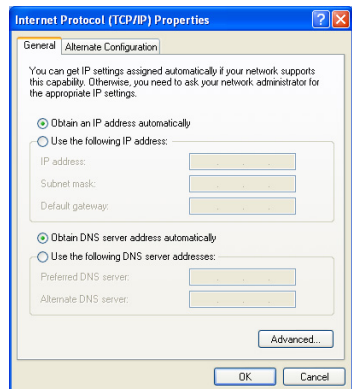 Internet Protocol (TCP/IP) Properties
General
Alternate Configuration
You can get IP settings assigned automatically if your network supports
this capability. Otherwise, you need to ask your network administrator for
the appropriate IP settings.
Obtain an IP address automatically
Use the following IP address:
IP address:
Subnet mask:
Default gateway:
Obtain DNS server address automatically
Use the following DNS server addresses:
Preferred DNS server:
Alternate DNS server:
Advanced...
OK
Cancel